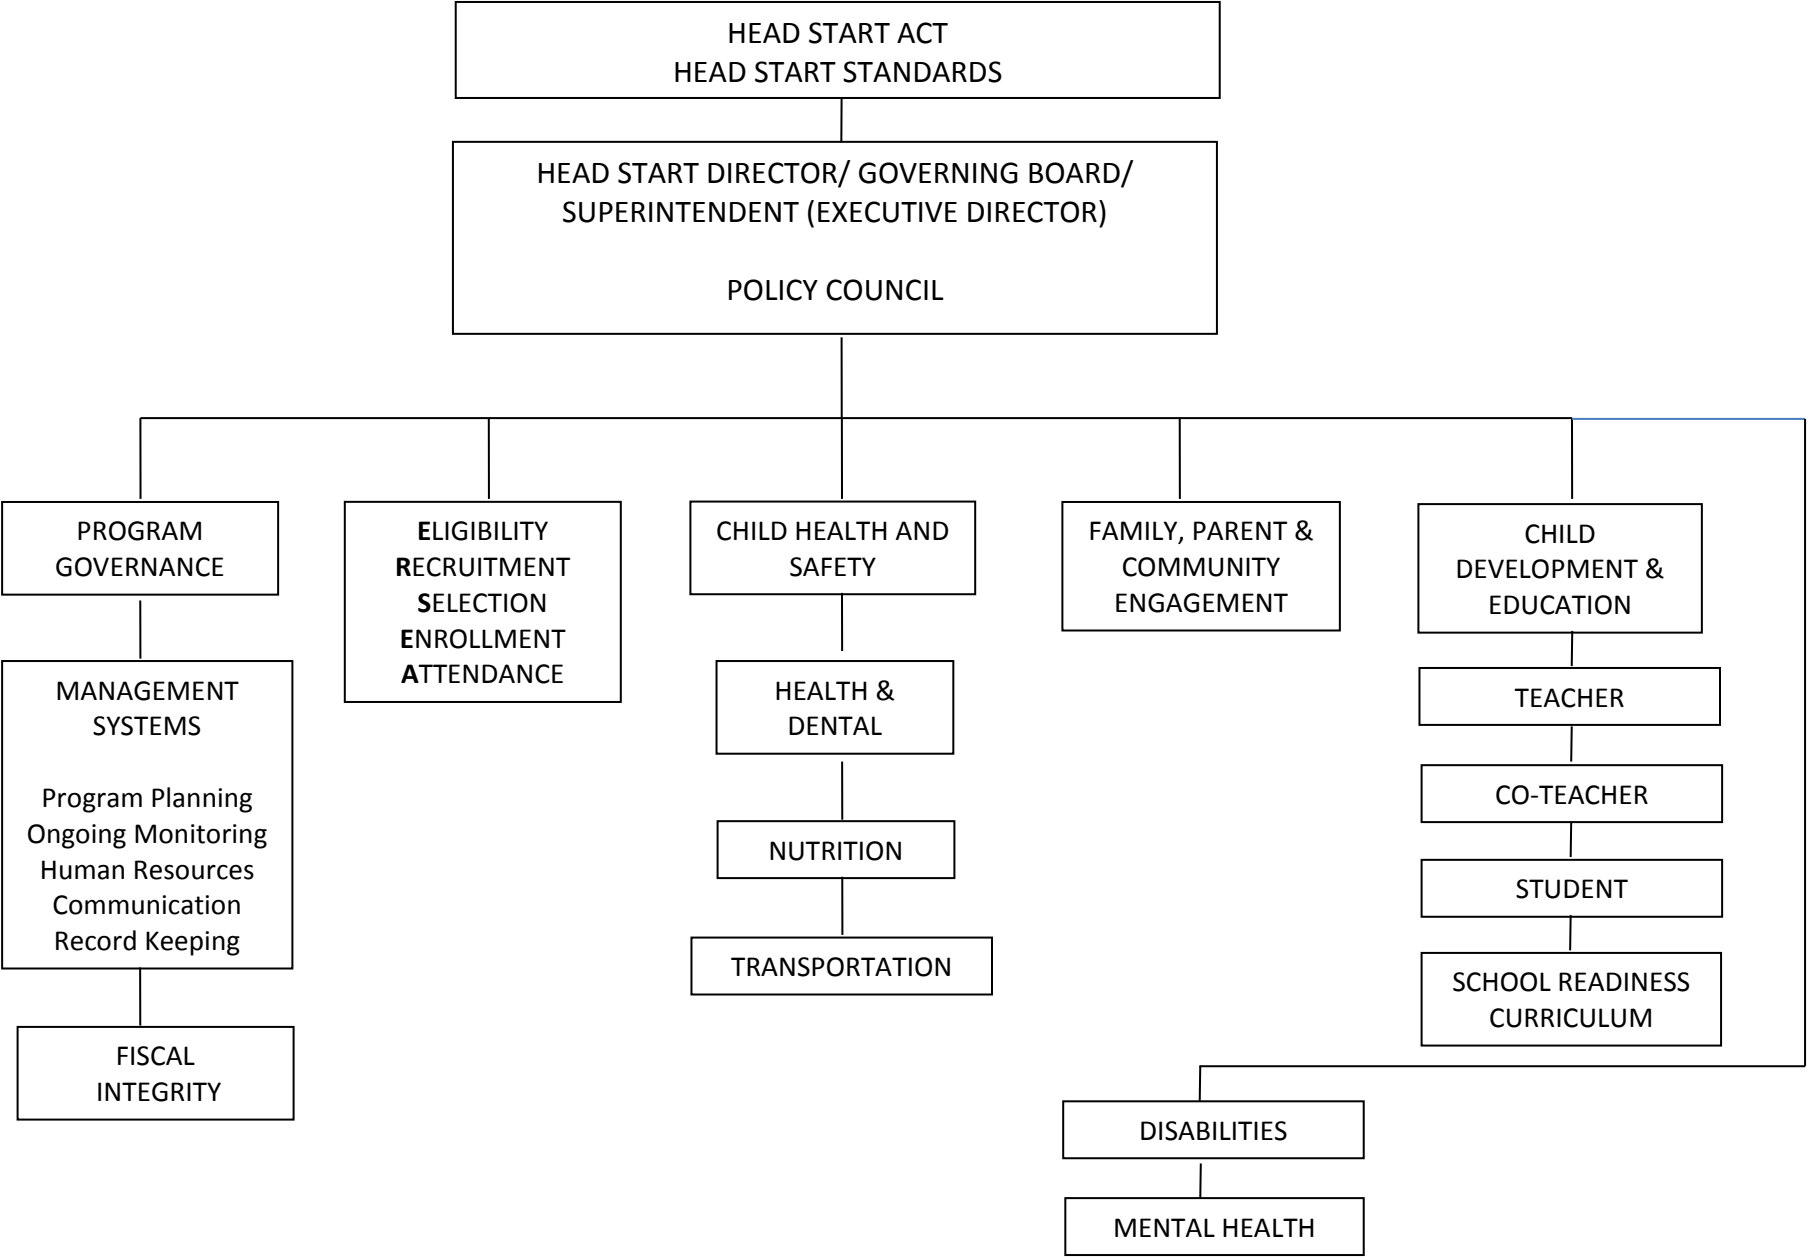 HEAD START ACT
HEAD START STANDARDS
HEAD START DIRECTOR/ GOVERNING BOARD/
SUPERINTENDENT (EXECUTIVE DIRECTOR)
POLICY COUNCIL
PROGRAM
GOVERNANCE
MANAGEMENT
SYSTEMS
Program Planning
Ongoing Monitoring
Human Resources
Communication
Record Keeping
FISCAL
INTEGRITY
ELIGIBILITY
RECRUITMENT
SELECTION
ENROLLMENT
ATTENDANCE
CHILD HEALTH AND
SAFETY
HEALTH &
DENTAL
NUTRITION
TRANSPORTATION
FAMILY, PARENT &
COMMUNITY
ENGAGEMENT
CHILD
DEVELOPMENT &
EDUCATION
TEACHER
CO-TEACHER
STUDENT
SCHOOL READINESS
CURRICULUM
DISABILITIES
MENTAL HEALTH